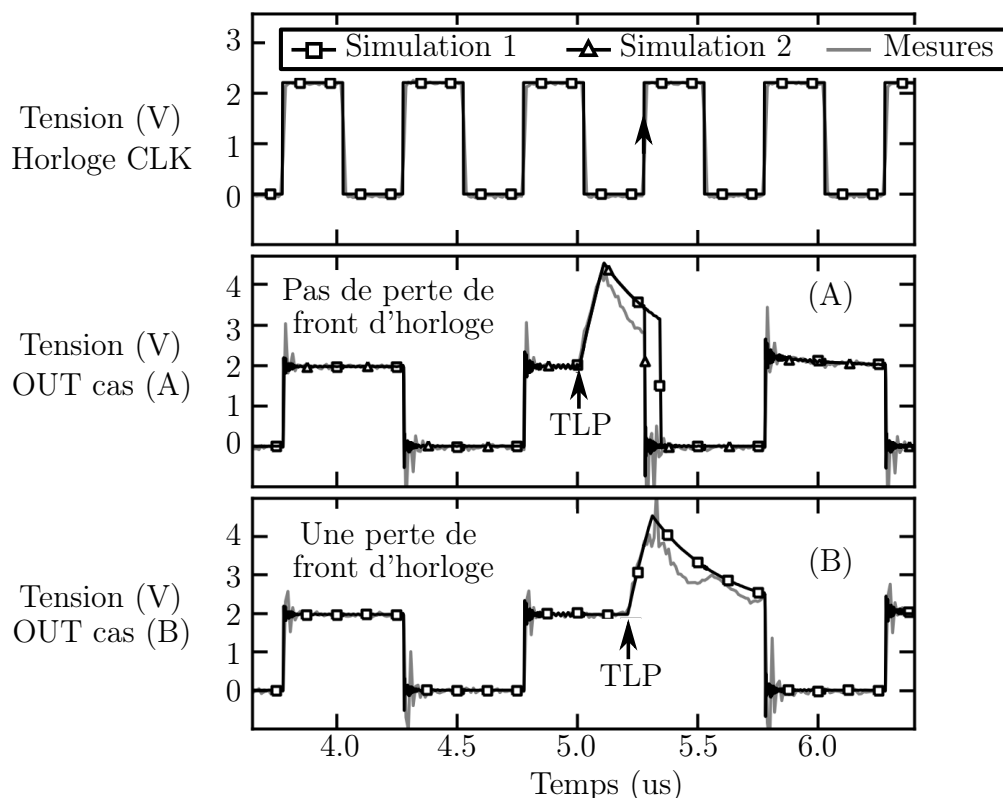 Simulation 1 Simulation 2 Mesures
3
2
1
0
Tension (V)
Horloge CLK
Pas de perte de
front d'horloge
(A)
4
3
2
1
0
Tension (V)
OUT cas (A)
TLP
Une perte de
front d'horloge
(B)
4
3
2
1
0
Tension (V)
OUT cas (B)
TLP
4.0 4.5 5.0 5.5 6.0
Temps (us)